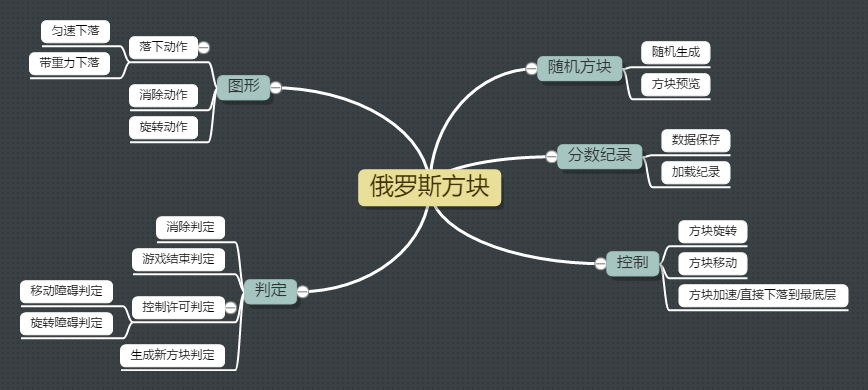 俄罗斯方块
图形
落下动作
匀速下落
带重力下落
消除动作
旋转动作
判定
消除判定
游戏结束判定
控制许可判定
移动障碍判定
旋转障碍判定
生成新方块判定
随机方块
随机生成
方块预览
分数纪录
数据保存
加载纪录
控制
方块旋转
方块移动
方块加速/直接下落到最底层